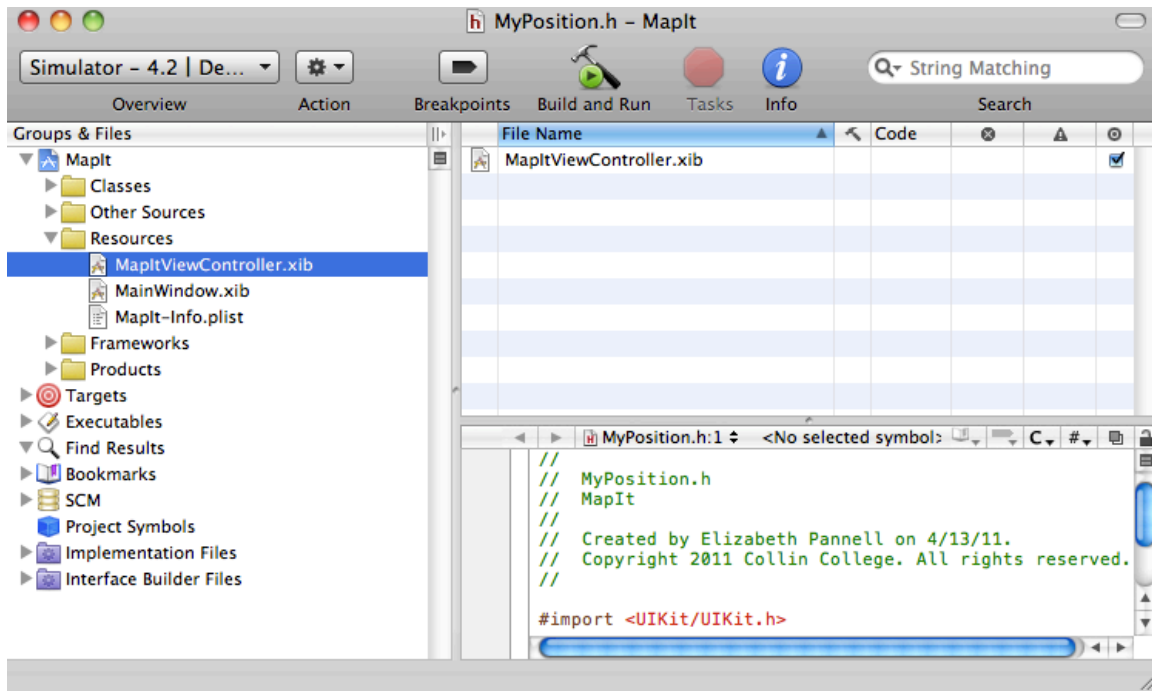 MyPosition.h – MapIt
Simulator – 4.2 | De...
String Matching
Overview Action Breakpoints Build and Run Tasks Info Search
Groups & Files
MapIt
Classes
Other Sources
Resources
MapItViewController.xib
MainWindow.xib
MapIt-Info.plist
Frameworks
Products
Targets
Executables
Find Results
Bookmarks
SCM
Project Symbols
Implementation Files
Interface Builder Files
File Name Code
MapItViewController.xib
MyPosition.h:1 <No selected symbol> C #
//
// MyPosition.h
// MapIt
//
// Created by Elizabeth Pannell on 4/13/11.
// Copyright 2011 Collin College. All rights reserved.
//
#import <UIKit/UIKit.h>